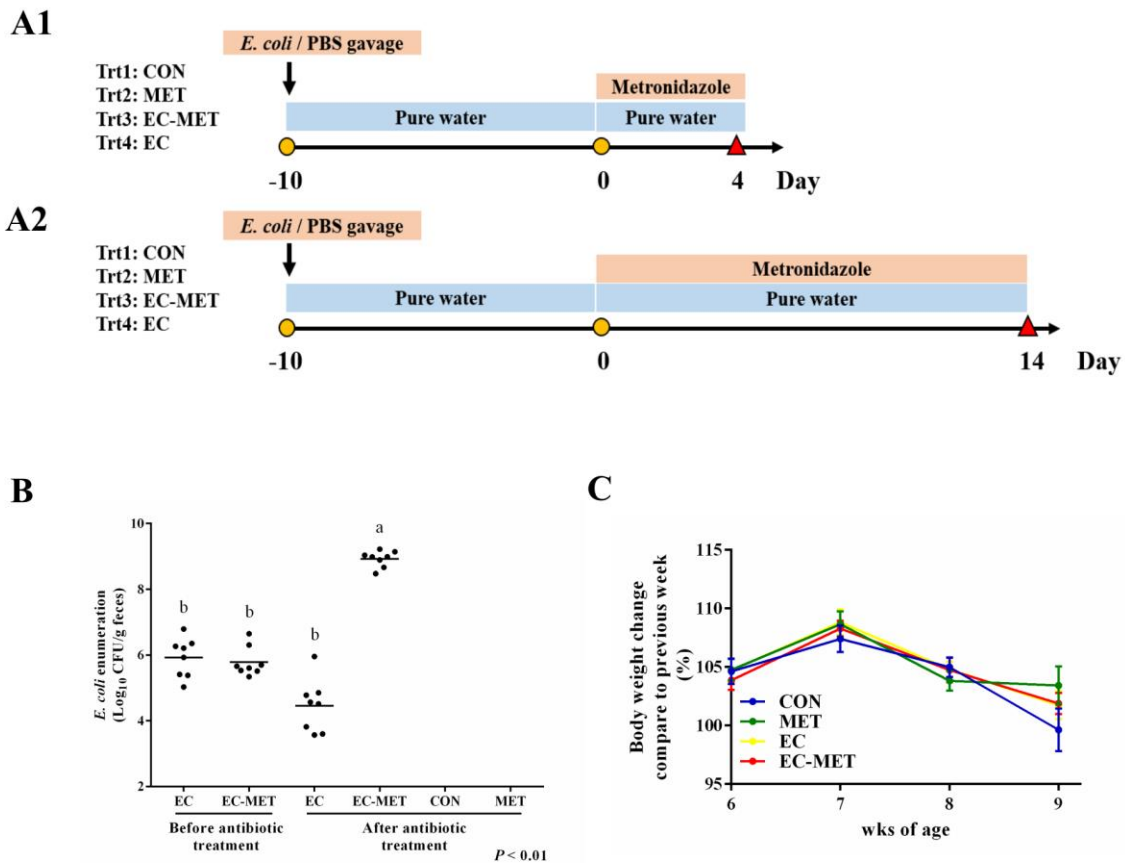 A1
E. coli / PBS gavage
Trt1: CON
Trt2: MET
Trt3: EC-MET
Trt4: EC
Metronidazole
Pure water
Pure water
-10
0
4
Day
A2
E. coli / PBS gavage
Trt1: CON
Trt2: MET
Trt3: EC-MET
Trt4: EC
Metronidazole
Pure water
Pure water
-10
0
14
Day
B
E. coli enumeration
(Log10 CFU/g feces)
10
8
6
4
2
b
b
b
a
EC
EC-MET
EC
EC-MET
CON
MET
Before antibiotic
treatment
After antibiotic
treatment
P < 0.01
C
Body weight change
compare to previous week
(%)
115
110
105
100
95
CON
MET
EC
EC-MET
6
7
8
9
wks of age